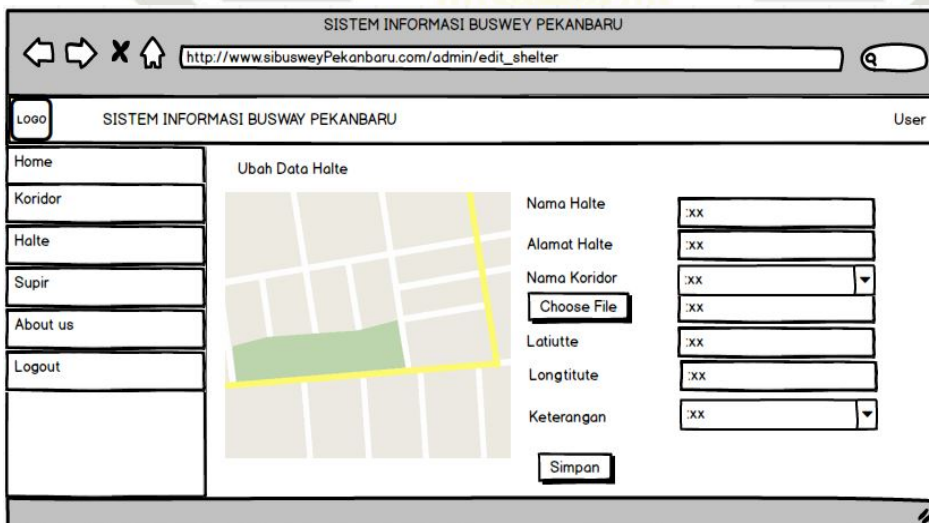 SISTEM INFORMASI BUSWEY PEKANBARU
http://www.sibusweyPekanbaru.com/admin/edit_shelter
LOGO
SISTEM INFORMASI BUSWAY PEKANBARU
User
Home
Koridor
Halte
Supir
About us
Logout
Ubah Data Halte
Nama Halte
:xx
Alamat Halte
:xx
Nama Koridor
:xx
Choose File
:xx
Latiutte
:xx
Longtitute
:xx
Keterangan
:xx
Simpan